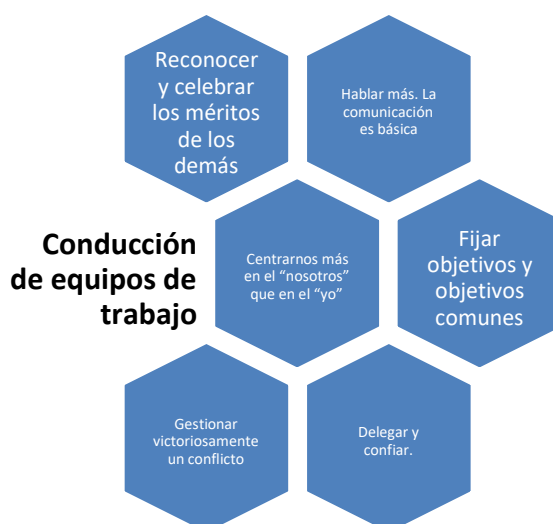 Reconocer
y celebrar
los méritos
de los
demás
Hablar más. La
comunicación
es básica
Conducción
de equipos de
trabajo
Centrarnos más
en el “nosotros”
que en el “yo”
Fijar
objetivos y
objetivos
comunes
Gestionar
victoriosamente
un conflicto
Delegar y
confiar.